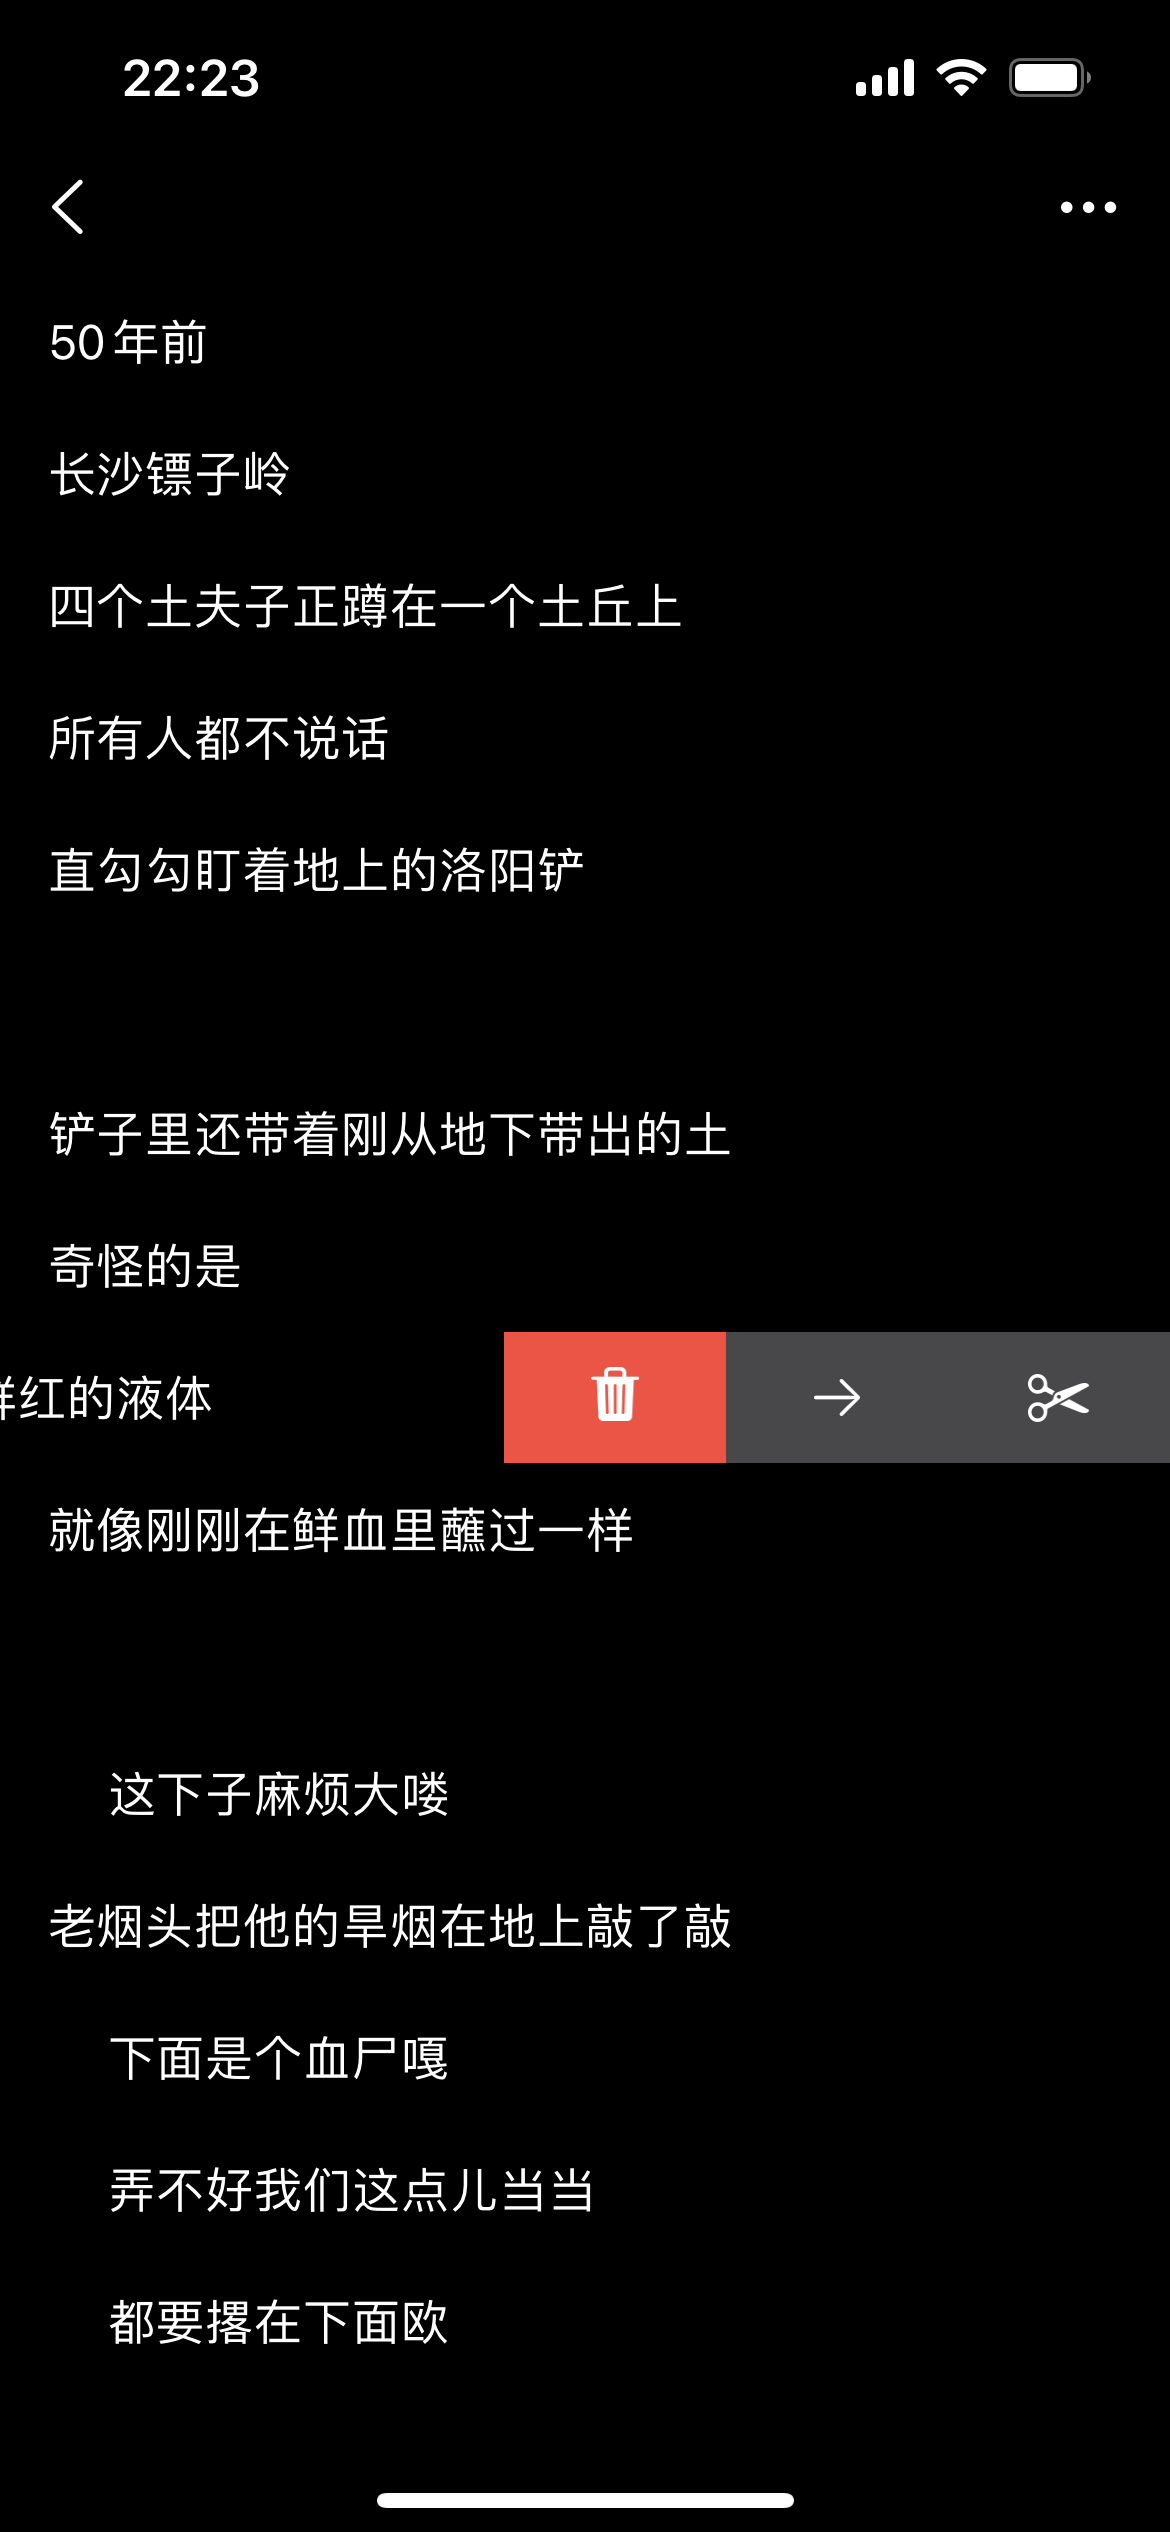 22:23
50年前
长沙镖子岭
四个土夫子正蹲在一个土丘上
所有人都不说话
直勾勾盯着地上的洛阳铲
铲子里还带着刚从地下带出的土
奇怪的是
红的液体
就像刚刚在鲜血里蘸过一样
这下子麻烦大喽
老烟头把他的旱烟在地上敲了敲
下面是个血尸嘎
弄不好我们这点儿当当
都要撂在下面欧